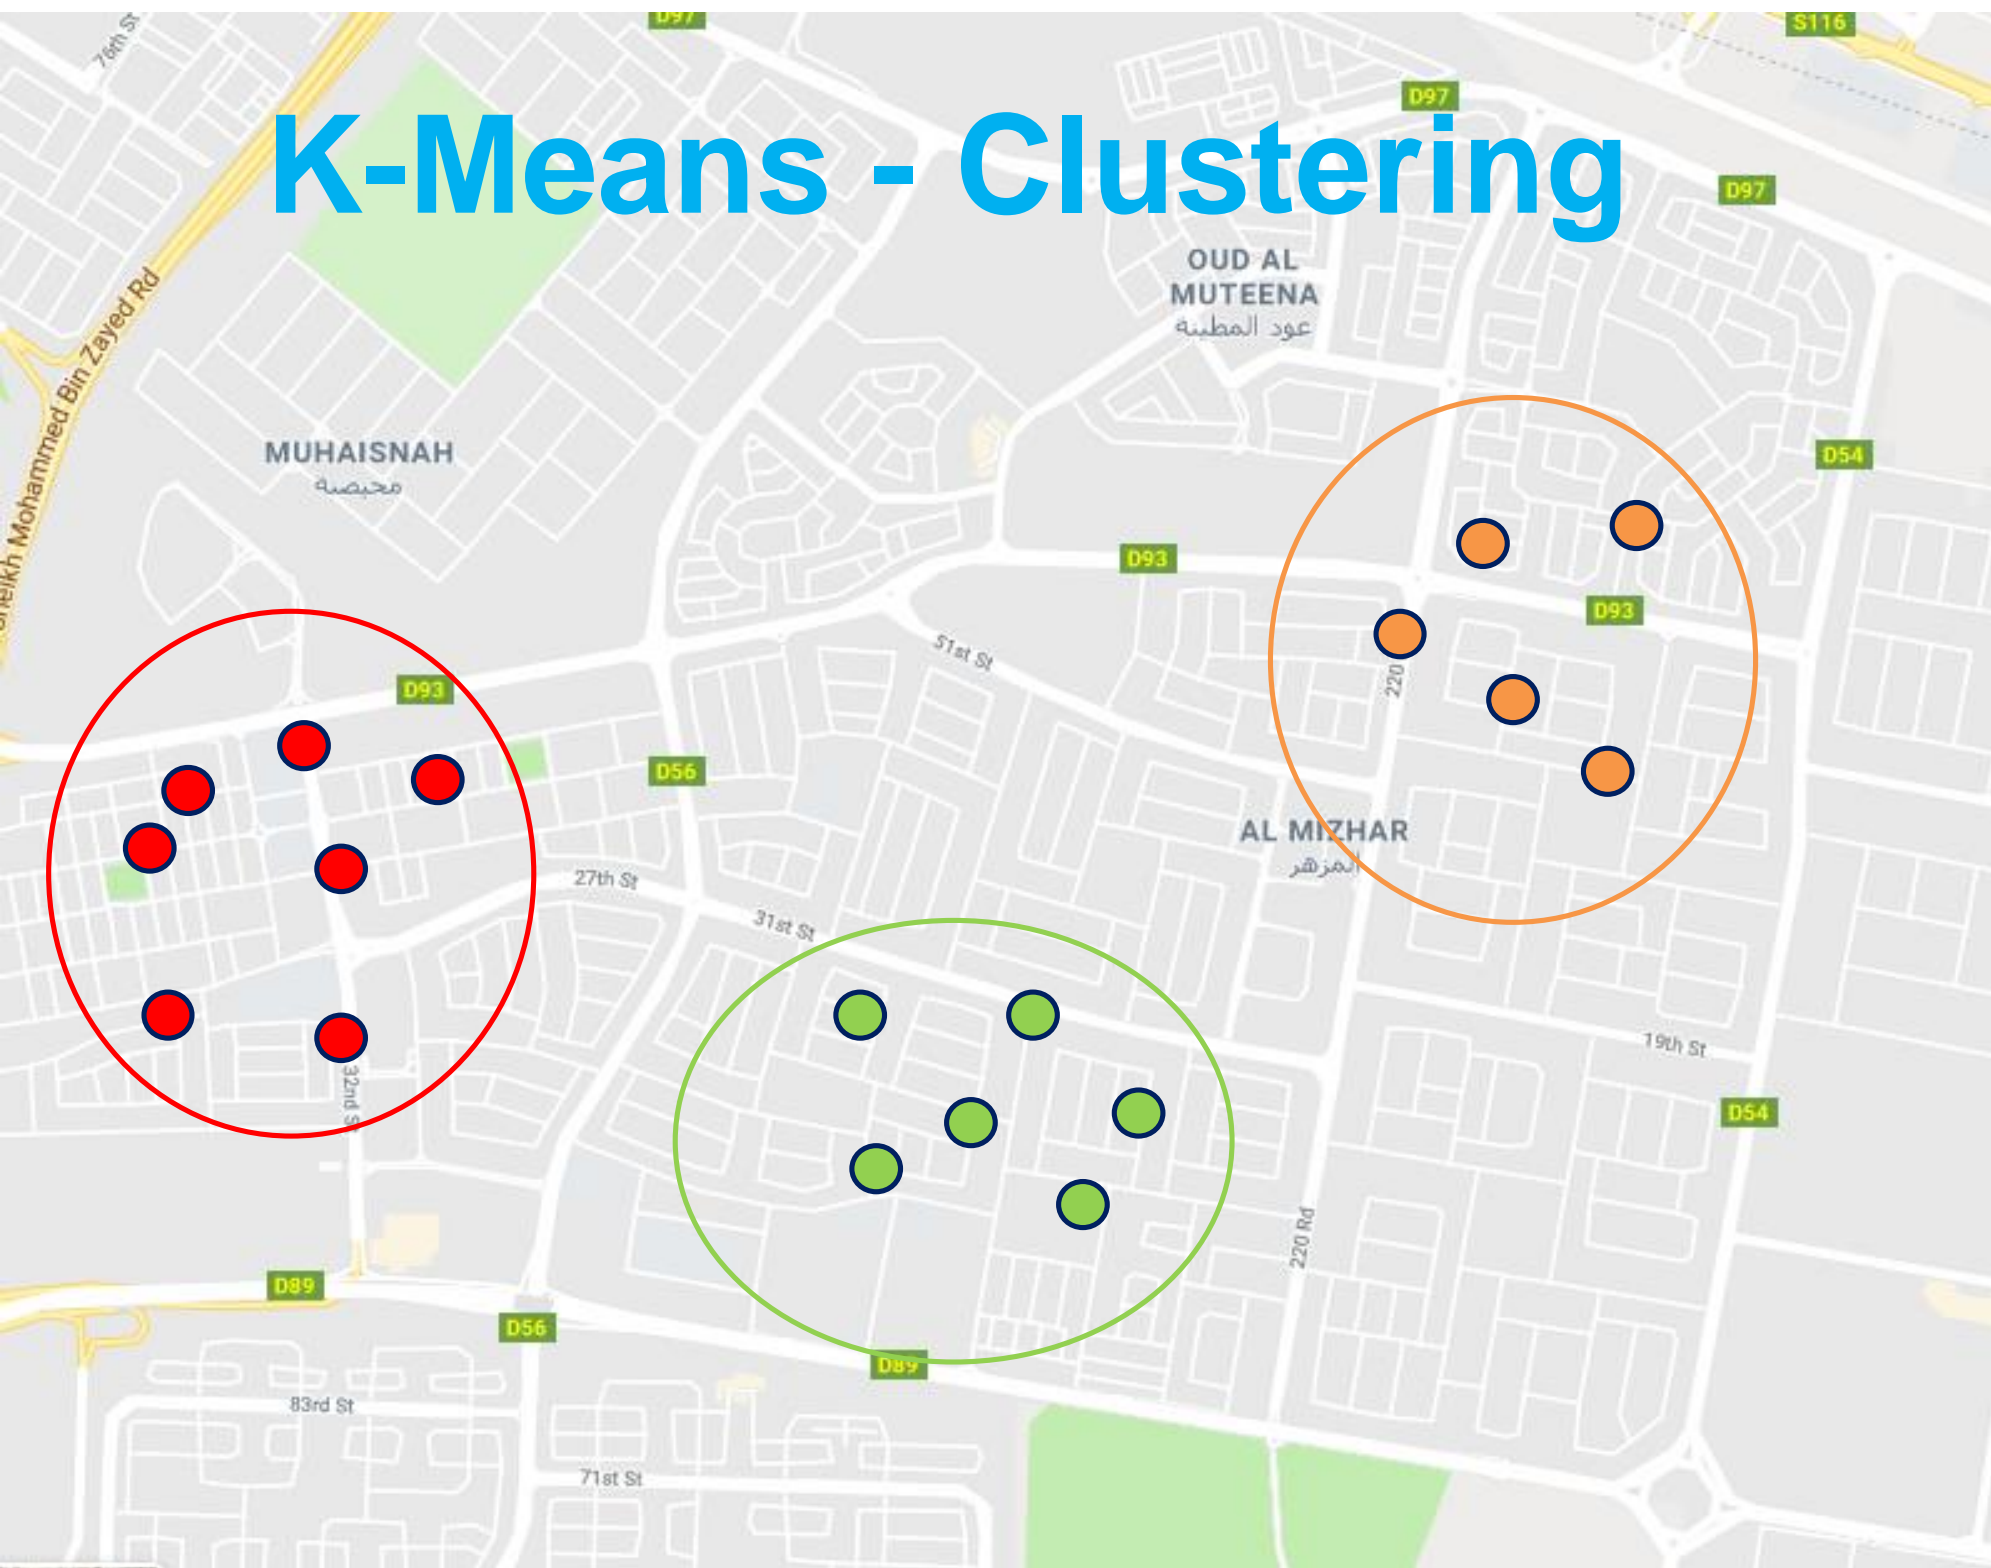 D97
S116
76th St
D97
K-Means - Clustering
D97
OUD AL
MUTEENA
عود المطينة
Sheikh Mohammed Bin Zayed Rd
MUHAISNAH
محيصنة
D54
D93
D93
51st St
220
D93
D56
AL MIZHAR
المزهر
27th St
31st St
19th St
32nd S
D54
220 Rd
D89
D56
D89
83rd St
71st St